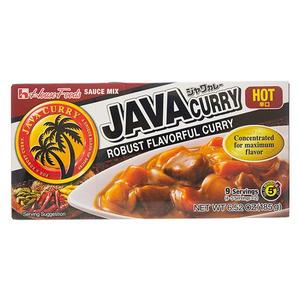 House Foods
SAUCE MIX
ジャワカレー
JAVA CURRY
HOT
辛口
ROBUST FLAVORFUL CURRY
JAVA CURRY
Concentrated
for maximum
flavor
9 Servings
5
Serving Suggestion
NET WT 6.52 OZ (185g)